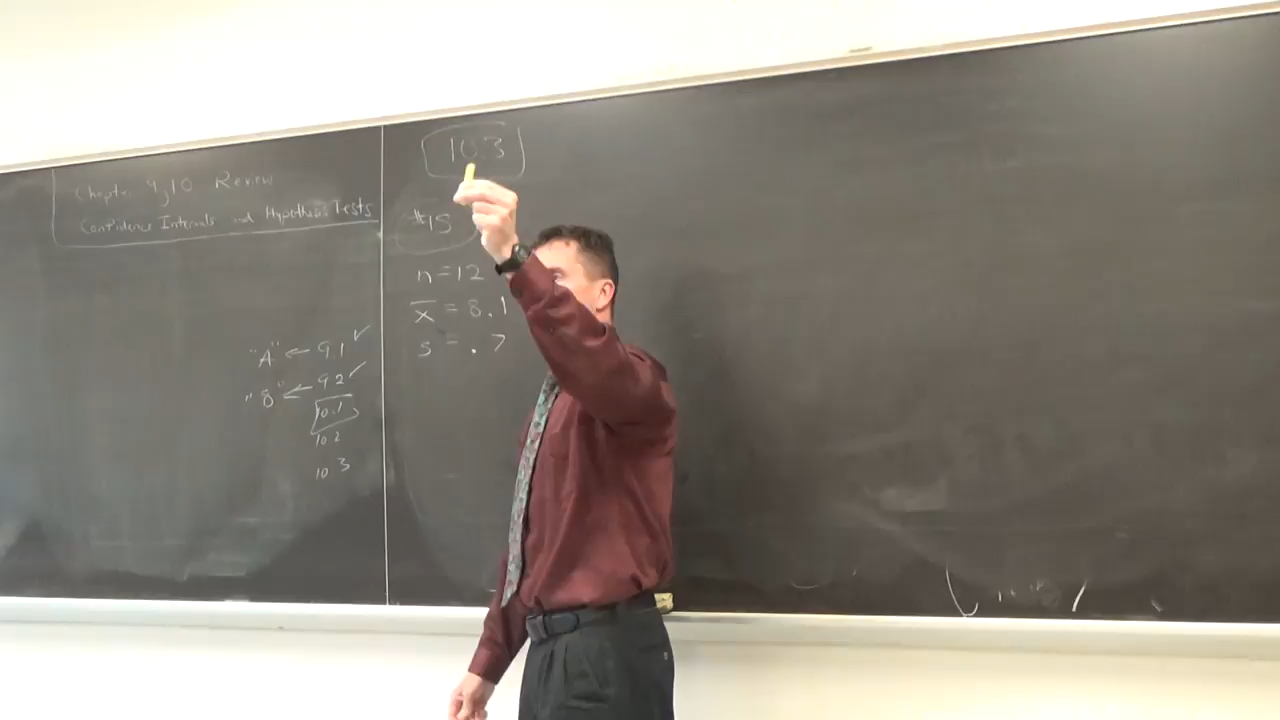 Chapter 9,10 Review
Confidence Intervals and Hypothesis Tests
"A" ← 9.1 ✓
"B" ← 9.2 ✓
10.1
10.2
10.3
10.3
#15
n=12
x̄ = 8.1
s = .7